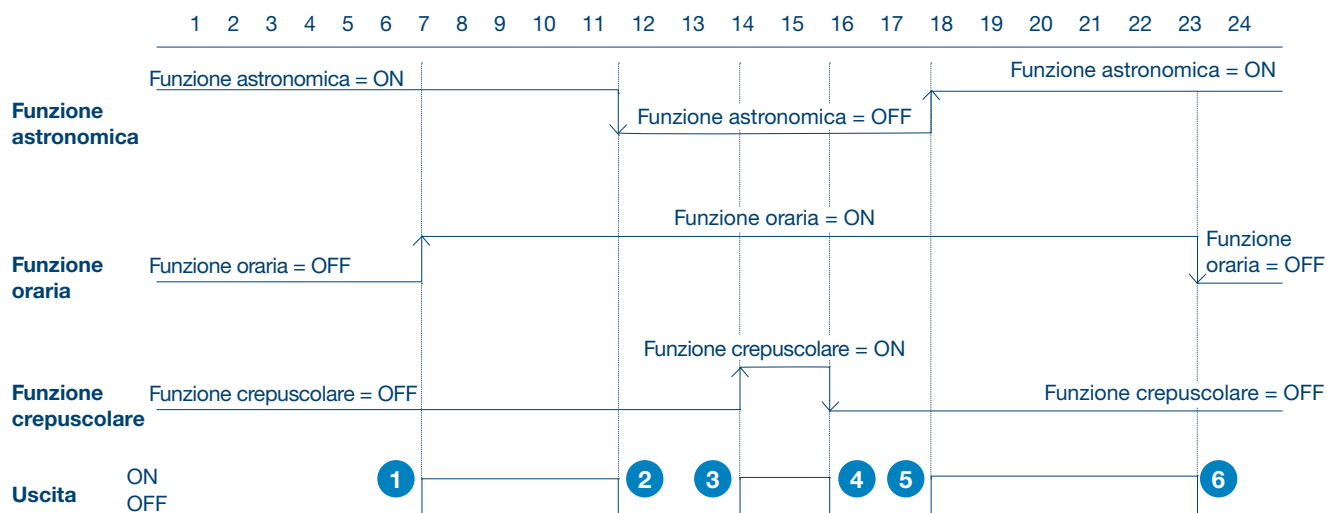 1 2 3 4 5 6 7 9 10 11 12 13 14 15 16 17 18 19 20 21 22 23 24
Funzione astronomica = ON
Funzione astronomica = ON
Funzione
astronomica
Funzione astronomica = OFF
Funzione oraria = ON
Funzione
oraria
Funzione oraria = OFF
Funzione
oraria = OFF
Funzione crepuscolare = ON
Funzione
crepuscolare
Funzione crepuscolare = OFF
Funzione crepuscolare = OFF
Uscita
ON
OFF
1 2 3 4 5 6